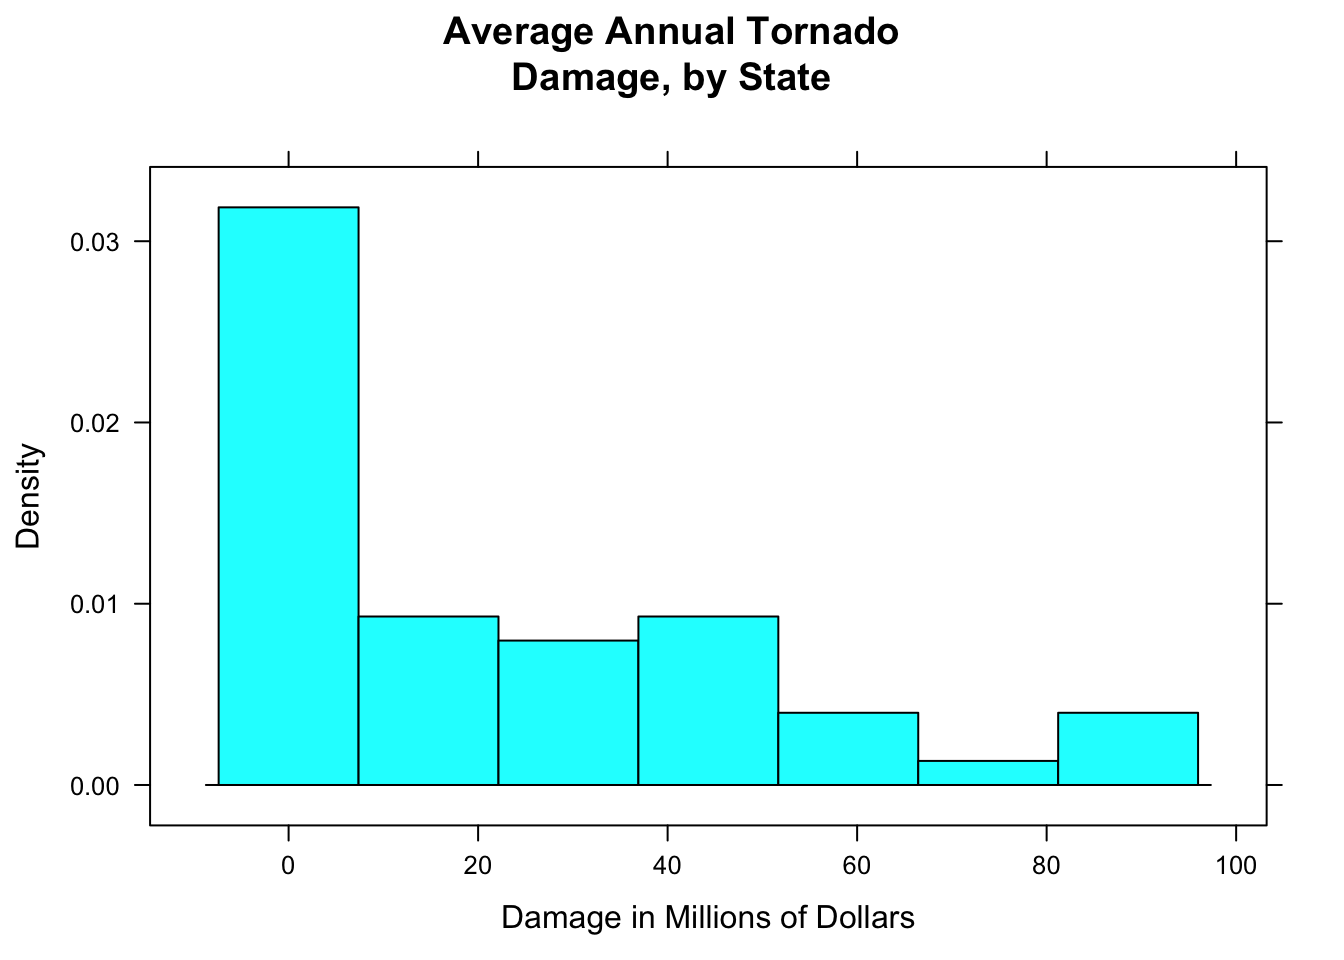 Average Annual Tornado
Damage, by State
0.03
0.02
0.01
0.00
Density
0 20 40 60 80 100
Damage in Millions of Dollars